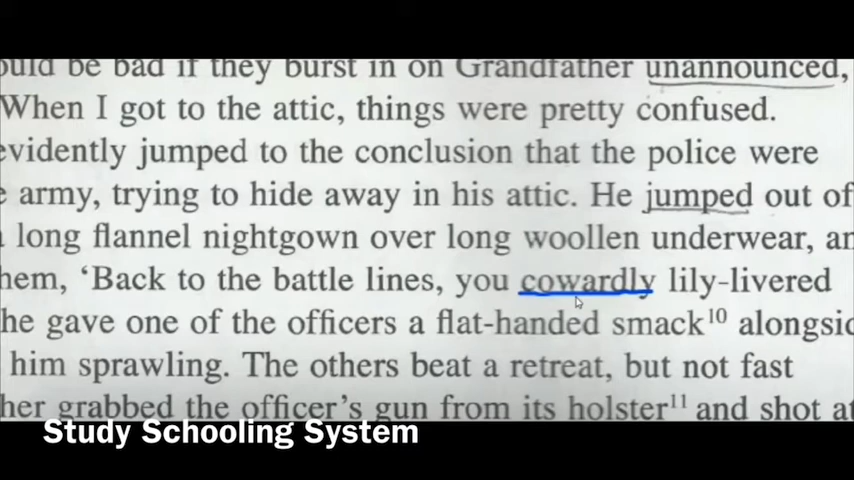 ould be bad if they burst in on Grandfather unannounced,
When I got to the attic, things were pretty confused.
evidently jumped to the conclusion that the police were
e army, trying to hide away in his attic. He jumped out of
long flannel nightgown over long woollen underwear, an
hem, ‘Back to the battle lines, you cowardly lily-livered
he gave one of the officers a flat-handed smack¹⁰ alongsid
him sprawling. The others beat a retreat, but not fast
her grabbed the officer’s gun from its holster¹¹ and shot at
Study Schooling System